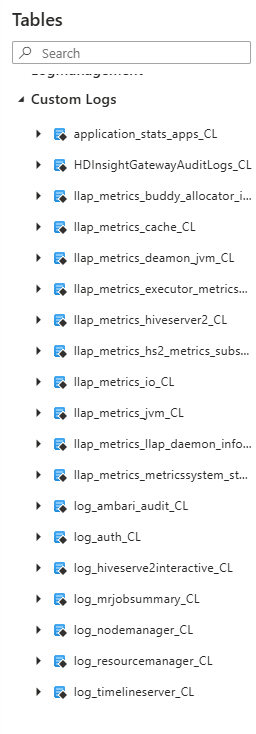 Tables
Search
Custom Logs
application_stats_apps_CL
HDInsightGatewayAuditLogs_CL
llap_metrics_buddy_allocator_i...
llap_metrics_cache_CL
llap_metrics_deamon_jvm_CL
llap_metrics_executor_metrics...
llap_metrics_hiveserver2_CL
llap_metrics_hs2_metrics_subs...
llap_metrics_io_CL
llap_metrics_jvm_CL
llap_metrics_llap_daemon_info...
llap_metrics_metricssystem_st...
log_ambari_audit_CL
log_auth_CL
log_hiveserve2interactive_CL
log_mrjobsummary_CL
log_nodemanager_CL
log_resourcemanager_CL
log_timelineserver_CL